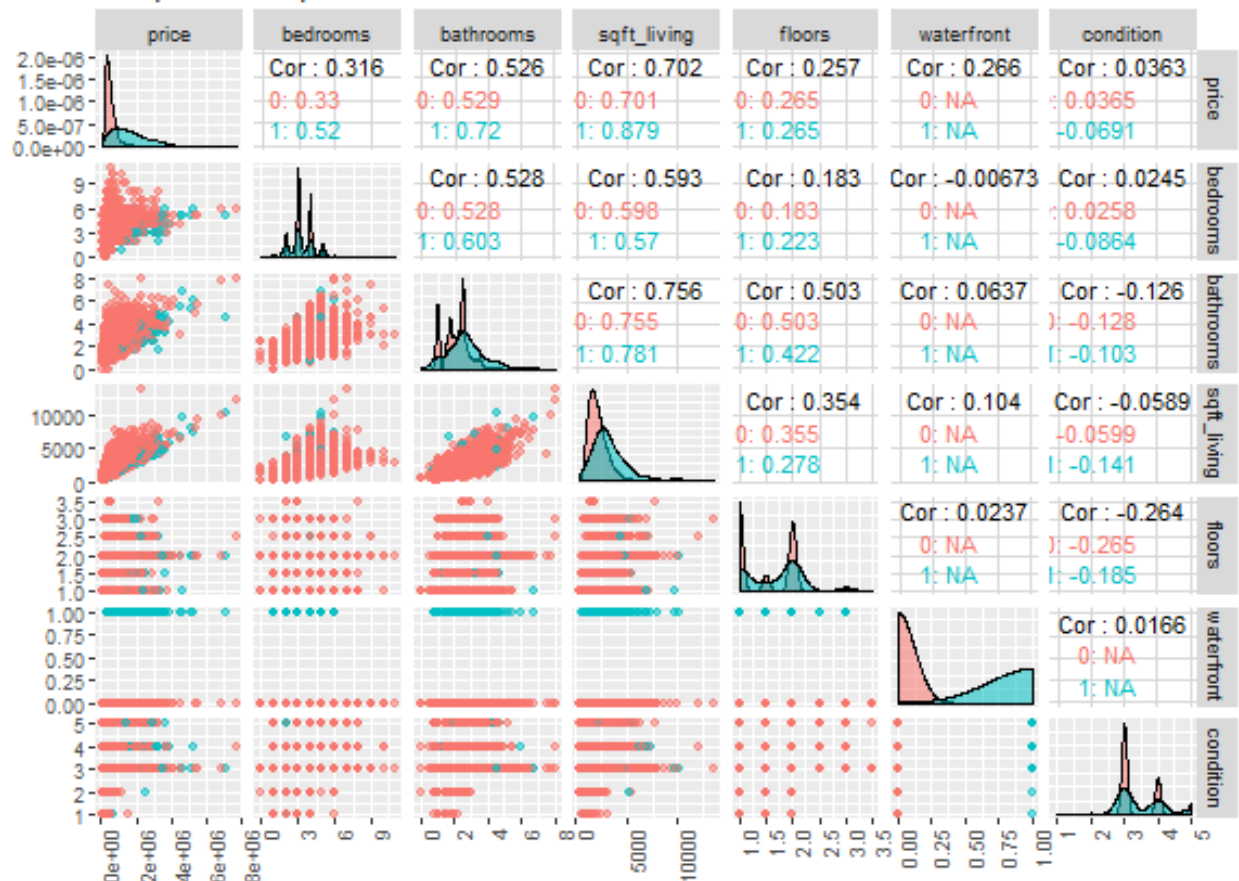 price bedrooms bathrooms sqft_living floors waterfront condition
2.0e-06
1.5e-06
1.0e-06
5.0e-07
0.0e+00
Cor : 0.316 Cor : 0.526 Cor : 0.702 Cor : 0.257 Cor : 0.266 Cor : 0.0363
0: 0.33 0: 0.529 0: 0.701 0: 0.265 0: NA : 0.0365
1: 0.52 1: 0.72 1: 0.879 1: 0.265 1: NA -0.0691
price
9
6
3
0
Cor : 0.528 Cor : 0.593 Cor : 0.183 Cor : -0.00673 Cor : 0.0245
0: 0.528 0: 0.598 0: 0.183 0: NA : 0.0258
1: 0.603 1: 0.57 1: 0.223 1: NA -0.0864
bedrooms
8
6
4
2
0
Cor : 0.756 Cor : 0.503 Cor : 0.0637 Cor : -0.126
0: 0.755 0: 0.503 0: NA ): -0.128
1: 0.781 1: 0.422 1: NA 1: -0.103
bathrooms
10000
5000
0
Cor : 0.354 Cor : 0.104 Cor : -0.0589
0: 0.355 0: NA -0.0599
1: 0.278 1: NA 1: -0.141
sqft_living
3.5
3.0
2.5
2.0
1.5
1.0
Cor : 0.0237 Cor : -0.264
0: NA ): -0.265
1: NA 1: -0.185
floors
1.00
0.75
0.50
0.25
0.00
Cor : 0.0166
0: NA
1: NA
waterfront
5
4
3
2
1
condition
0e+00 2e+06 4e+06 6e+06 8e+06 0 3 6 9 0 2 4 6 8 0 5000 10000 1.0 1.5 2.0 2.5 3.0 3.5 0.00 0.25 0.50 0.75 1.00 1 2 3 4 5